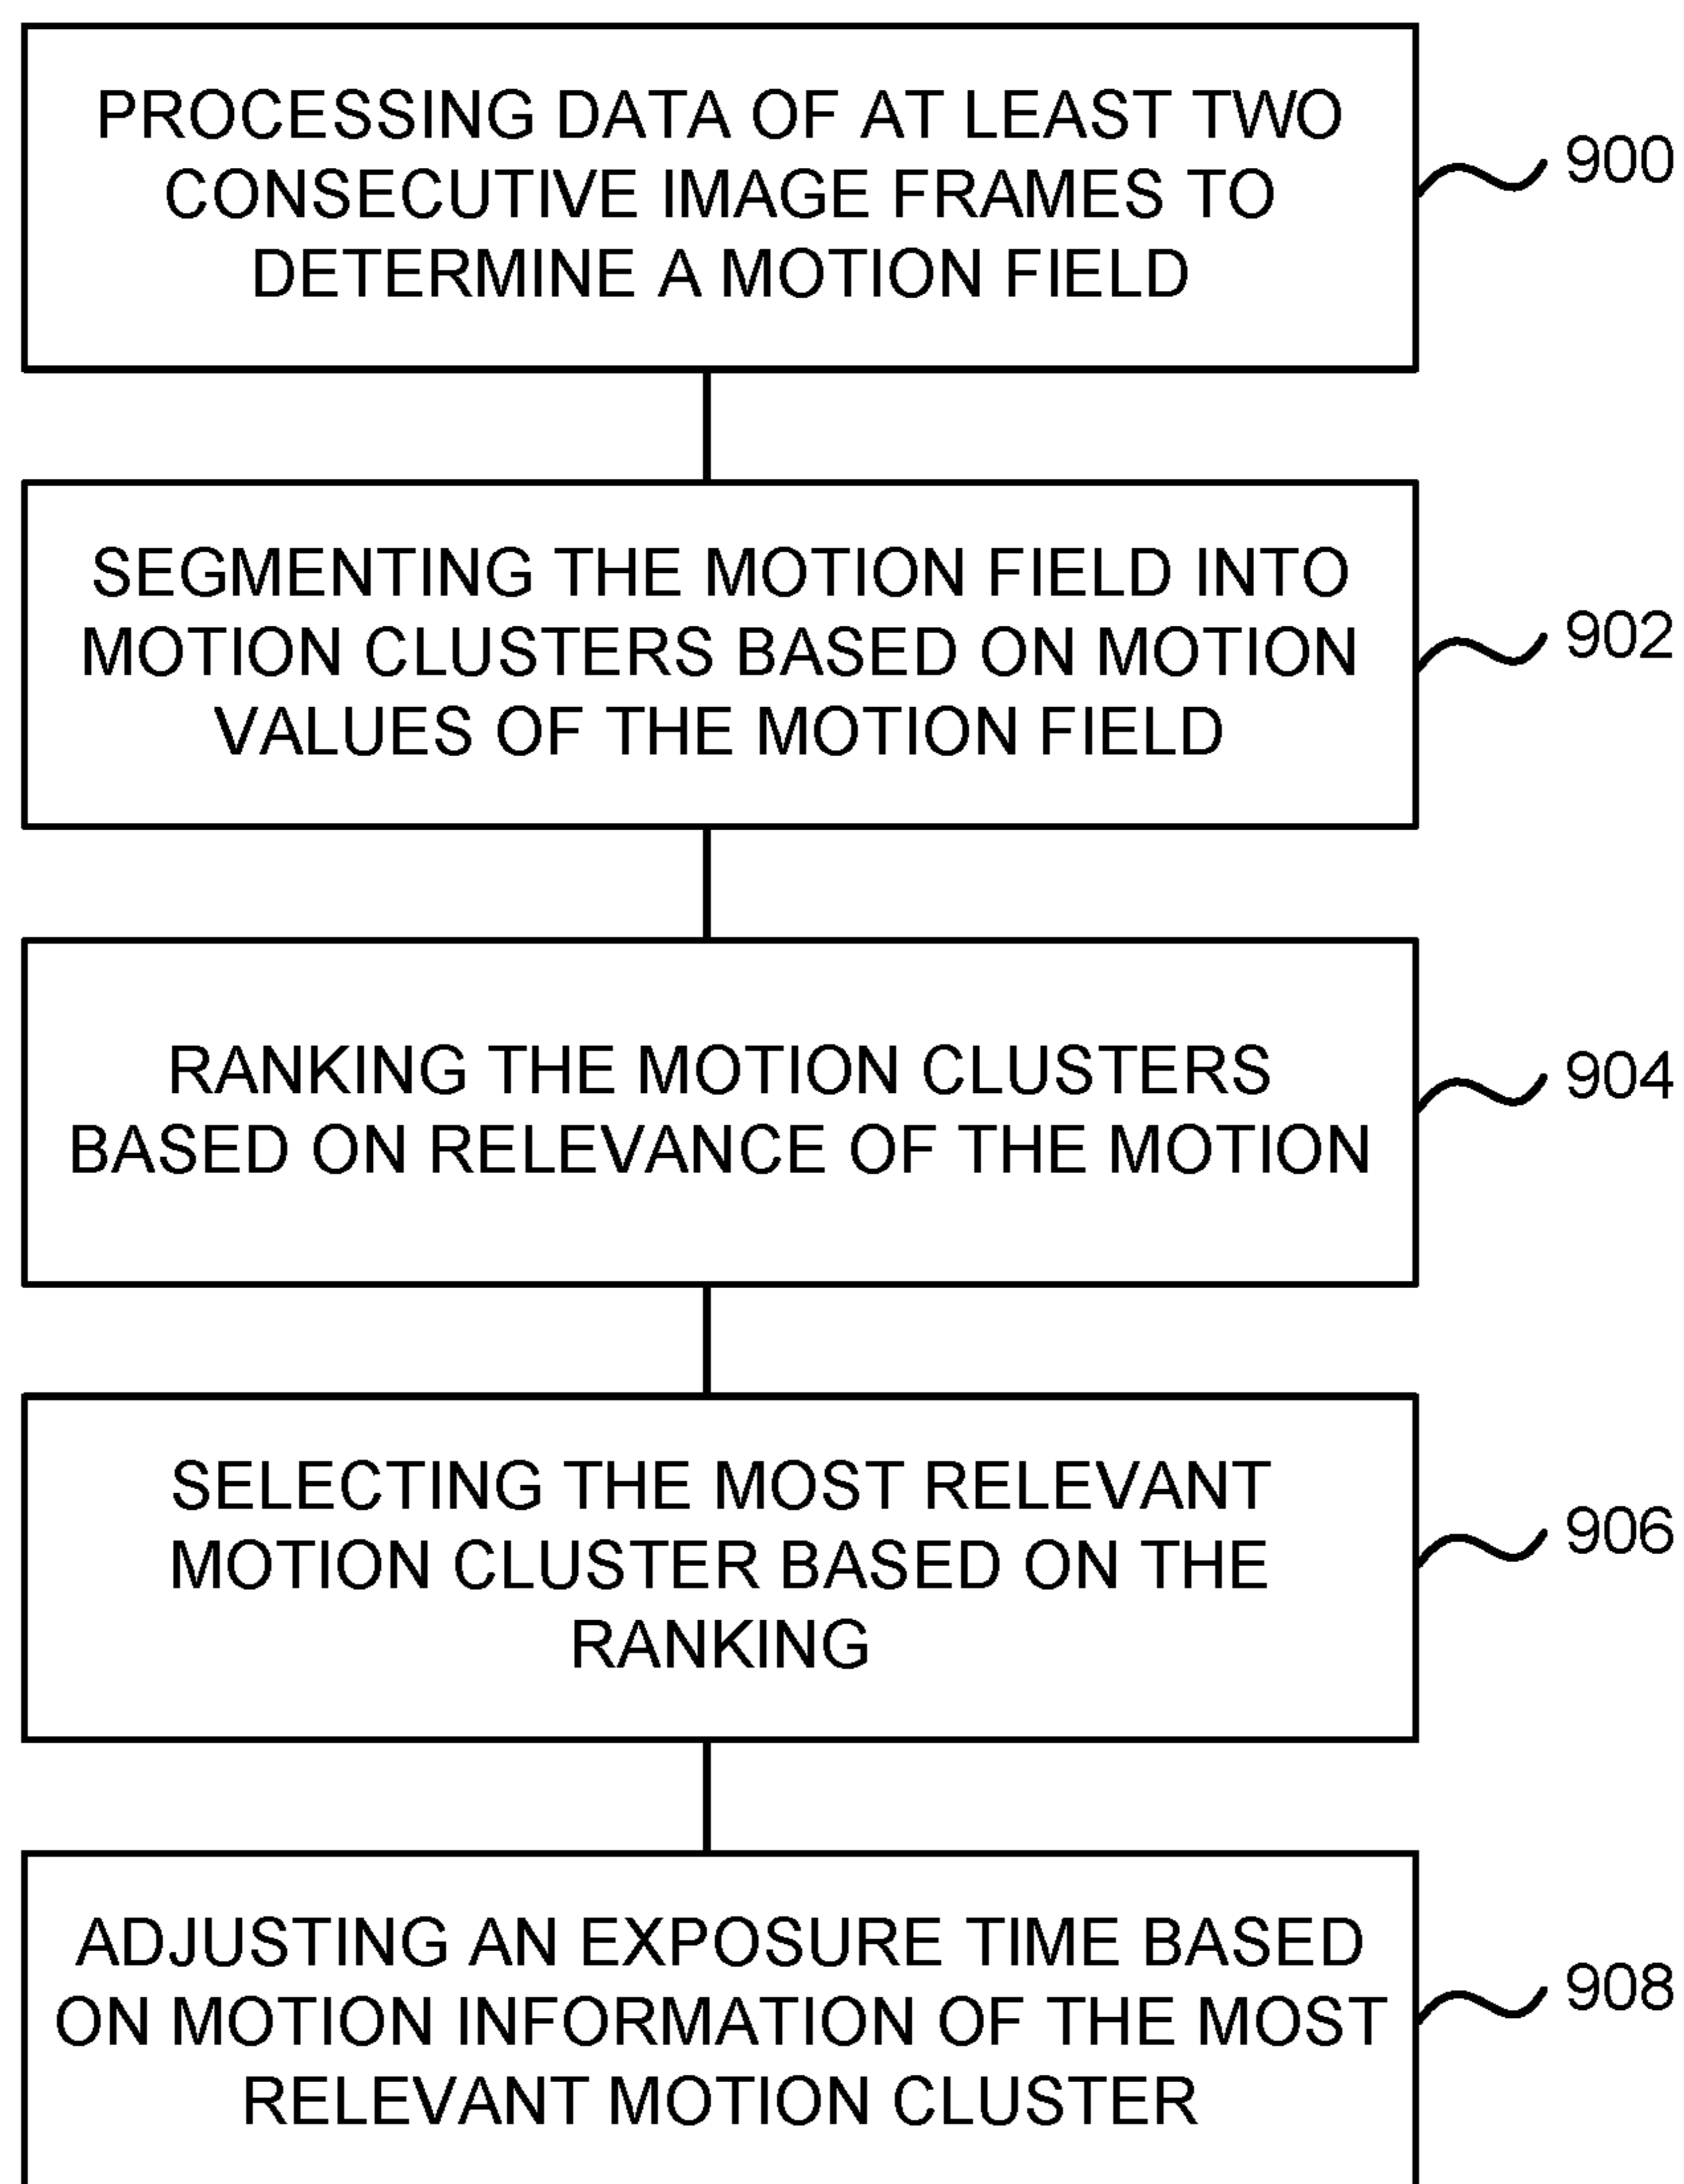 PROCESSING DATA OF AT LEAST TWO
CONSECUTIVE IMAGE FRAMES TO
DETERMINE A MOTION FIELD
900
SEGMENTING THE MOTION FIELD INTO
MOTION CLUSTERS BASED ON MOTION
VALUES OF THE MOTION FIELD
902
RANKING THE MOTION CLUSTERS
BASED ON RELEVANCE OF THE MOTION
904
SELECTING THE MOST RELEVANT
MOTION CLUSTER BASED ON THE
RANKING
906
ADJUSTING AN EXPOSURE TIME BASED
ON MOTION INFORMATION OF THE MOST
RELEVANT MOTION CLUSTER
908